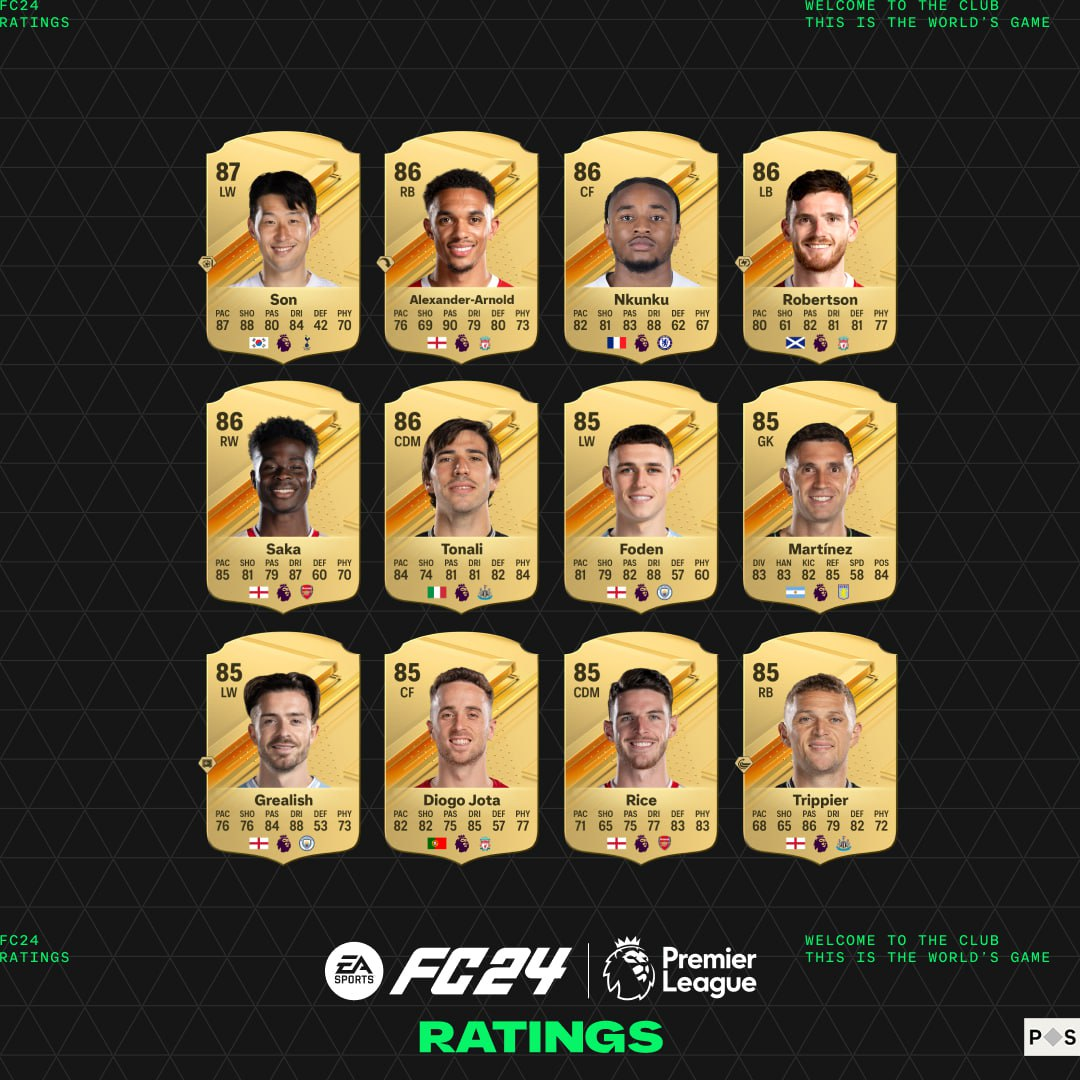 FC24
RATINGS
WELCOME TO THE CLUB
THIS IS THE WORLD'S GAME
87
LW
Son
PAC SHO PAS DRI DEF PHY
87 88 80 84 42 70
86
RB
Alexander-Arnold
PAC SHO PAS DRI DEF PHY
76 69 90 79 80 73
86
CF
Nkunku
PAC SHO PAS DRI DEF PHY
82 81 83 88 62 67
86
LB
Robertson
PAC SHO PAS DRI DEF PHY
80 61 82 81 81 77
86
RW
Saka
PAC SHO PAS DRI DEF PHY
85 81 79 87 60 70
86
CDM
Tonali
PAC SHO PAS DRI DEF PHY
84 74 81 81 82 84
85
LW
Foden
PAC SHO PAS DRI DEF PHY
81 79 82 88 57 60
85
GK
Martínez
DIV HAN KIC REF SPD POS
83 83 82 85 58 84
85
LW
Grealish
PAC SHO PAS DRI DEF PHY
76 76 84 88 53 73
85
CF
Diogo Jota
PAC SHO PAS DRI DEF PHY
82 82 75 85 57 77
85
CDM
Rice
PAC SHO PAS DRI DEF PHY
71 65 75 77 83 83
85
RB
Trippier
PAC SHO PAS DRI DEF PHY
68 65 86 79 82 72
FC24
RATINGS
WELCOME TO THE CLUB
THIS IS THE WORLD'S GAME
EA
SPORTS
FC24
Premier
League
RATINGS
P S